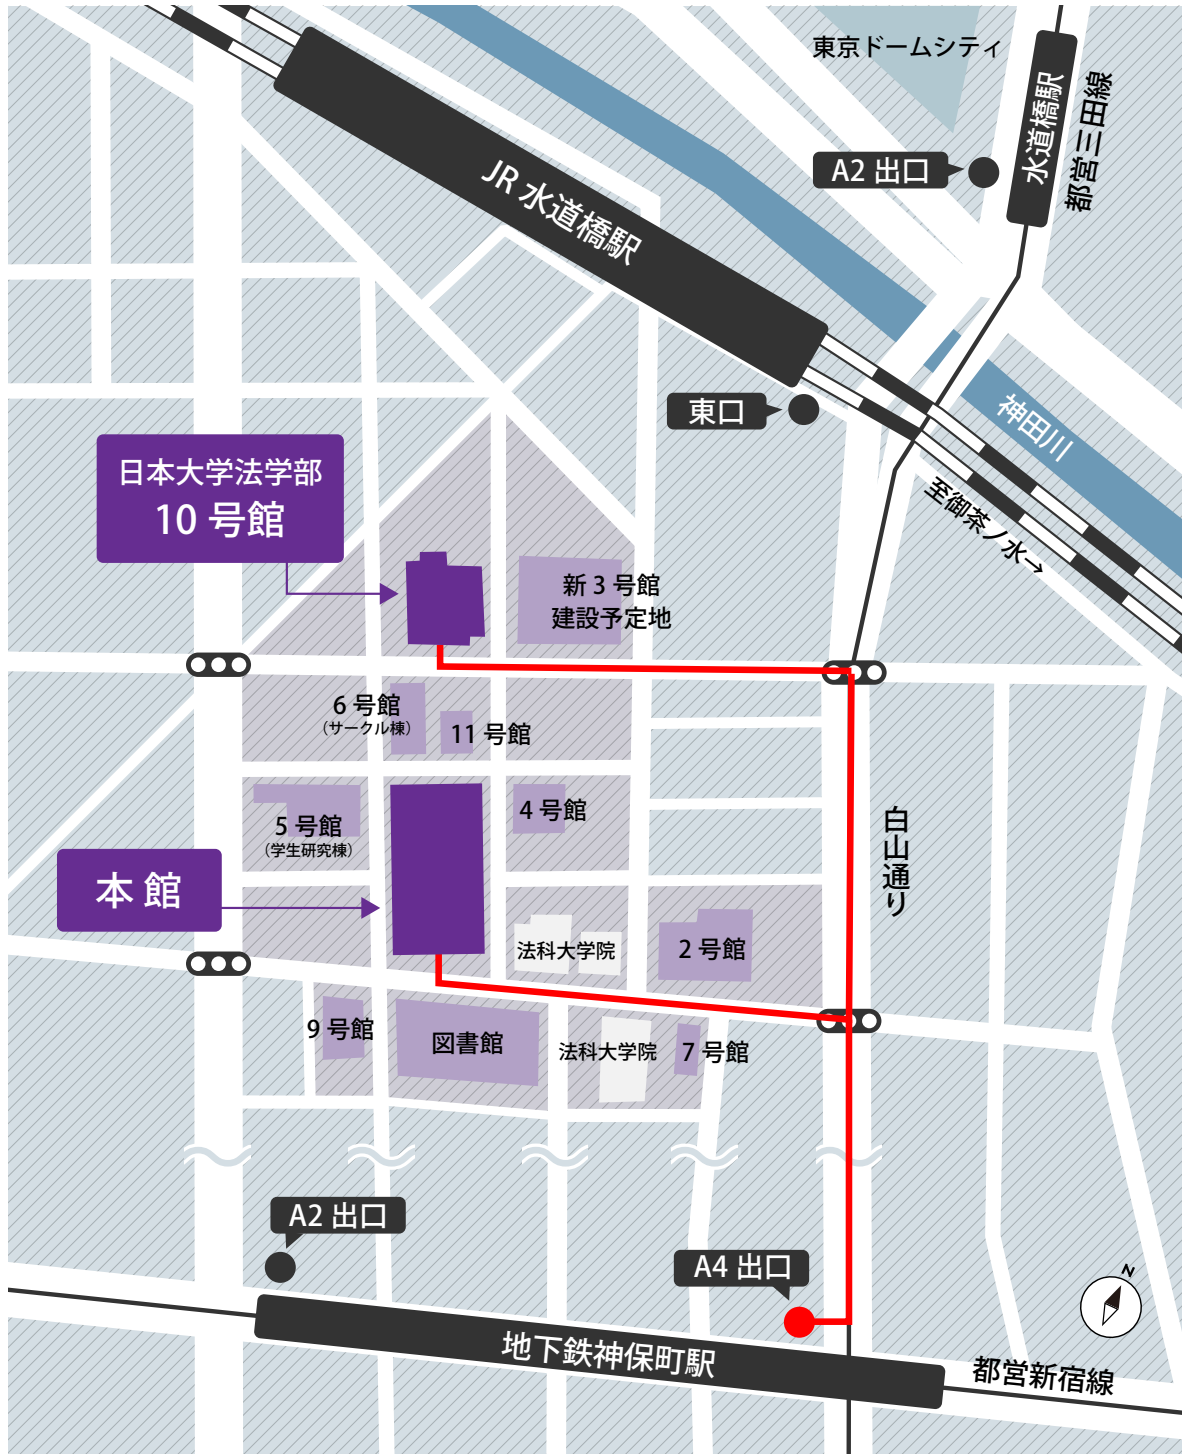 東京ドームシティ
水道橋駅
都営三田線
A2 出口
JR 水道橋駅
東口
神田川
至御茶ノ水→
日本大学法学部
10 号館
新 3 号館
建設予定地
6 号館
(サークル棟)
11 号館
4 号館
5 号館
(学生研究棟)
白山通り
本 館
法科大学院
2 号館
9 号館
図書館
法科大学院
7 号館
A2 出口
A4 出口
N
地下鉄神保町駅
都営新宿線